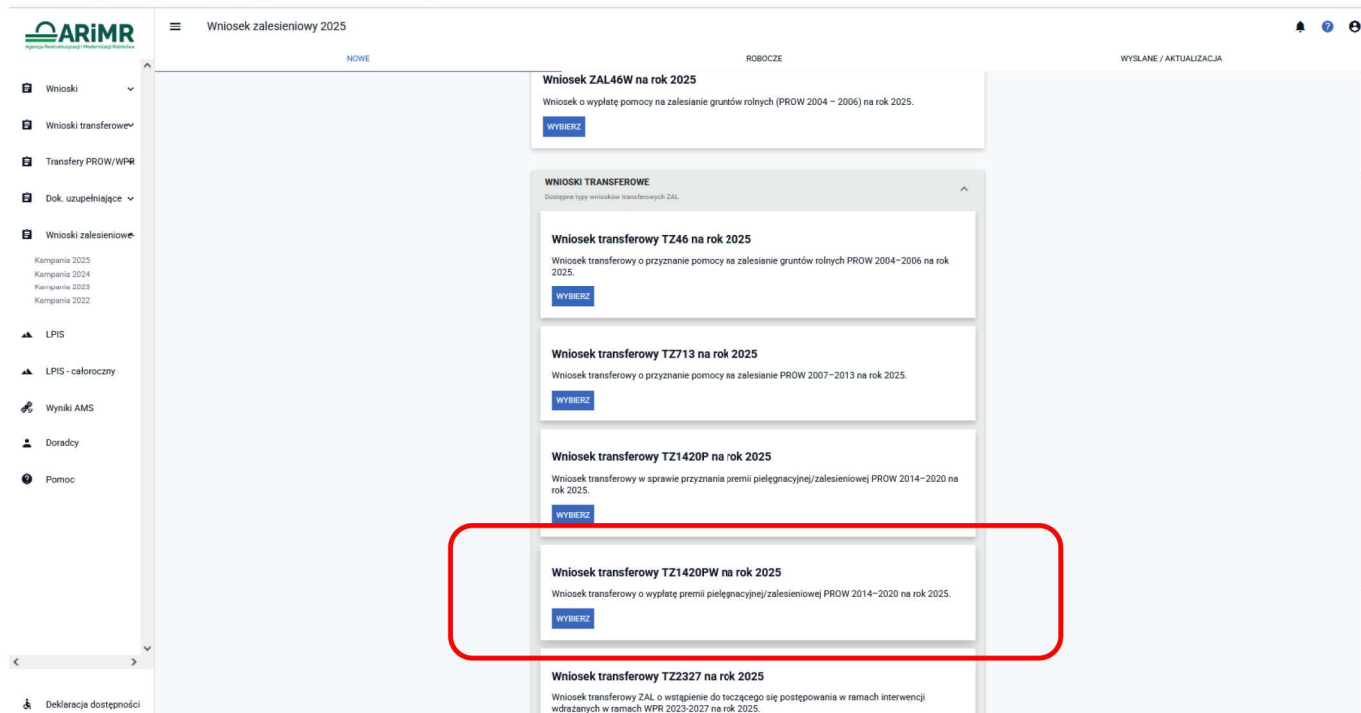 ARiMR
Agencja Restrukturyzacji i Modernizacji Rolnictwa
Wniosek zalesieniowy 2025
NOWE
ROBOCZE
WYSŁANE / AKTUALIZACJA
Wnioski
Wnioski transferowe
Transfery PROW/WPR
Dok. uzupełniające
Wnioski zalesieniowe
Kampania 2025
Kampania 2024
Kampania 2023
Kampania 2022
LPIS
LPIS - całoroczny
Wyniki AMS
Doradcy
Pomoc
Deklaracja dostępności
Wniosek ZAL46W na rok 2025
Wniosek o wypłatę pomocy na zalesianie gruntów rolnych (PROW 2004 – 2006) na rok 2025.
WYBIERZ
WNIOSKI TRANSFEROWE
Dostępne typy wniosków transferowych ZAL
Wniosek transferowy TZ46 na rok 2025
Wniosek transferowy o przyznanie pomocy na zalesianie gruntów rolnych PROW 2004–2006 na rok
2025.
WYBIERZ
Wniosek transferowy TZ713 na rok 2025
Wniosek transferowy o przyznanie pomocy na zalesianie PROW 2007–2013 na rok 2025.
WYBIERZ
Wniosek transferowy TZ1420P na rok 2025
Wniosek transferowy w sprawie przyznania premii pielęgnacyjnej/zalesieniowej PROW 2014–2020 na
rok 2025.
WYBIERZ
Wniosek transferowy TZ1420PW na rok 2025
Wniosek transferowy o wypłatę premii pielęgnacyjnej/zalesieniowej PROW 2014–2020 na rok 2025.
WYBIERZ
Wniosek transferowy TZ2327 na rok 2025
Wniosek transferowy ZAL o wstąpienie do toczącego się postępowania w ramach interwencji
wdrażanych w ramach WPR 2023-2027 na rok 2025.